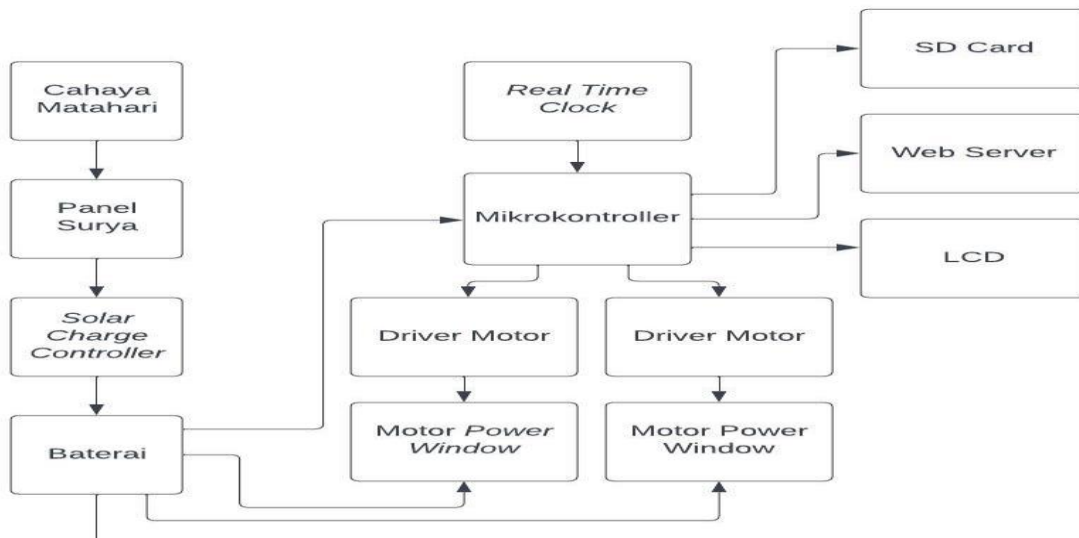 Cahaya
Matahari
Panel
Surya
Solar
Charge
Controller
Baterai
Real Time
Clock
Mikrokontroller
Driver Motor
Motor Power
Window
Driver Motor
Motor Power
Window
SD Card
Web Server
LCD